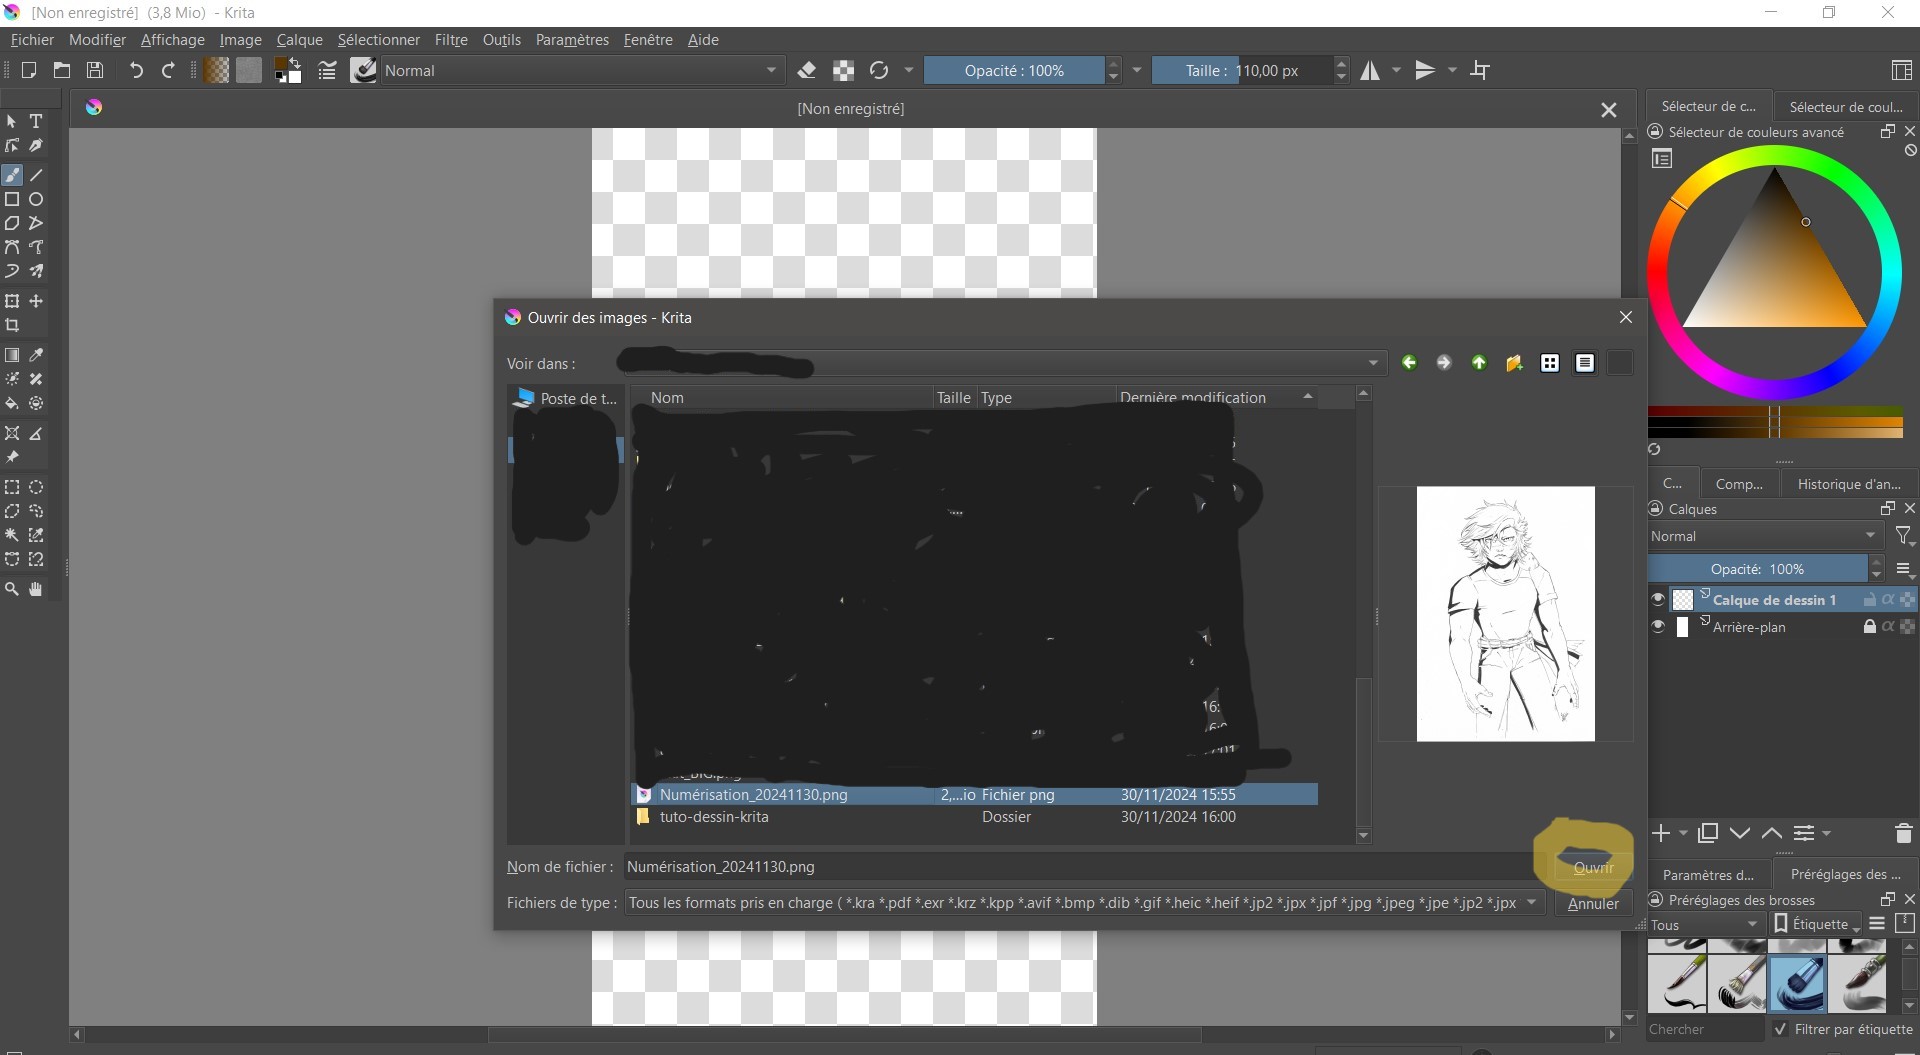 [Non enregistré]  (3,8 Mio)  - Krita
Fichier Modifier Affichage Image Calque Sélectionner Filtre Outils Paramètres Fenêtre Aide
Normal Opacité : 100% Taille : 110,00 px
[Non enregistré]
Sélecteur de c... Sélecteur de coul...
Sélecteur de couleurs avancé
Ouvrir des images - Krita
Voir dans :
Poste de t... Nom Taille Type Dernière modification
Numérisation_20241130.png 2,...io Fichier png 30/11/2024 15:55
tuto-dessin-krita Dossier 30/11/2024 16:00
Nom de fichier : Numérisation_20241130.png Ouvrir
Fichiers de type : Tous les formats pris en charge ( *.kra *.pdf *.exr *.krz *.kpp *.avif *.bmp *.dib *.gif *.heic *.heif *.jp2 *.jpx *.jpf *.jpg *.jpeg *.jpe *.jp2 *.jpx Annuler
C... Comp... Historique d'an...
Calques
Normal
Opacité:  100%
Calque de dessin 1
Arrière-plan
Paramètres d... Préréglages des ...
Préréglages des brosses
Tous Étiquette
Chercher Filtrer par étiquette